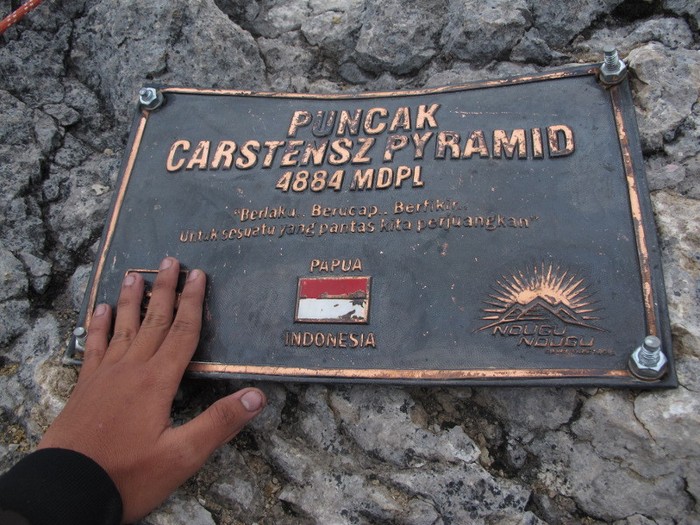 PUNCAK
CARSTENSZ PYRAMID
4884 MDPL
"Berlaku.. Berucap.. Berfikir..
Untuk sesuatu yang pantas kita perjuangkan"
PAPUA
INDONESIA
NDUGU
NDUGU